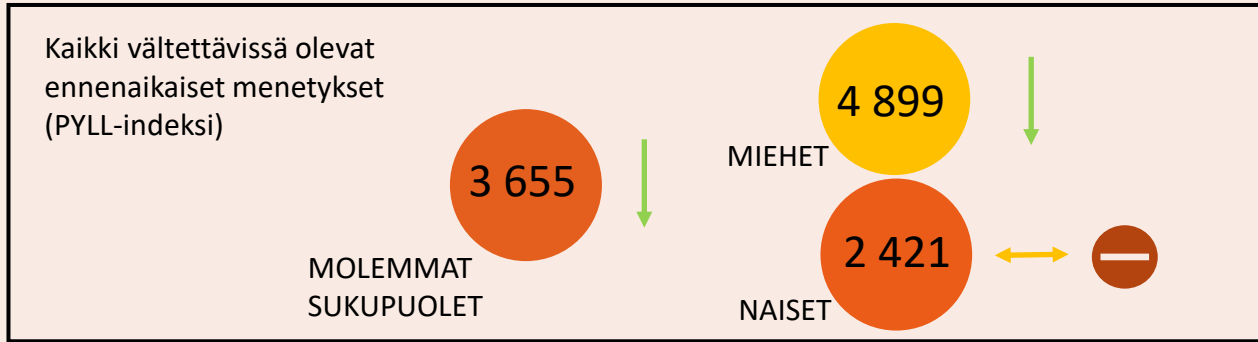 Kaikki vältettävissä olevat
ennenaikaiset menetykset
(PYLL-indeksi)
3 655
MOLEMMAT
SUKUPUOLET
4 899
MIEHET
2 421
NAISET